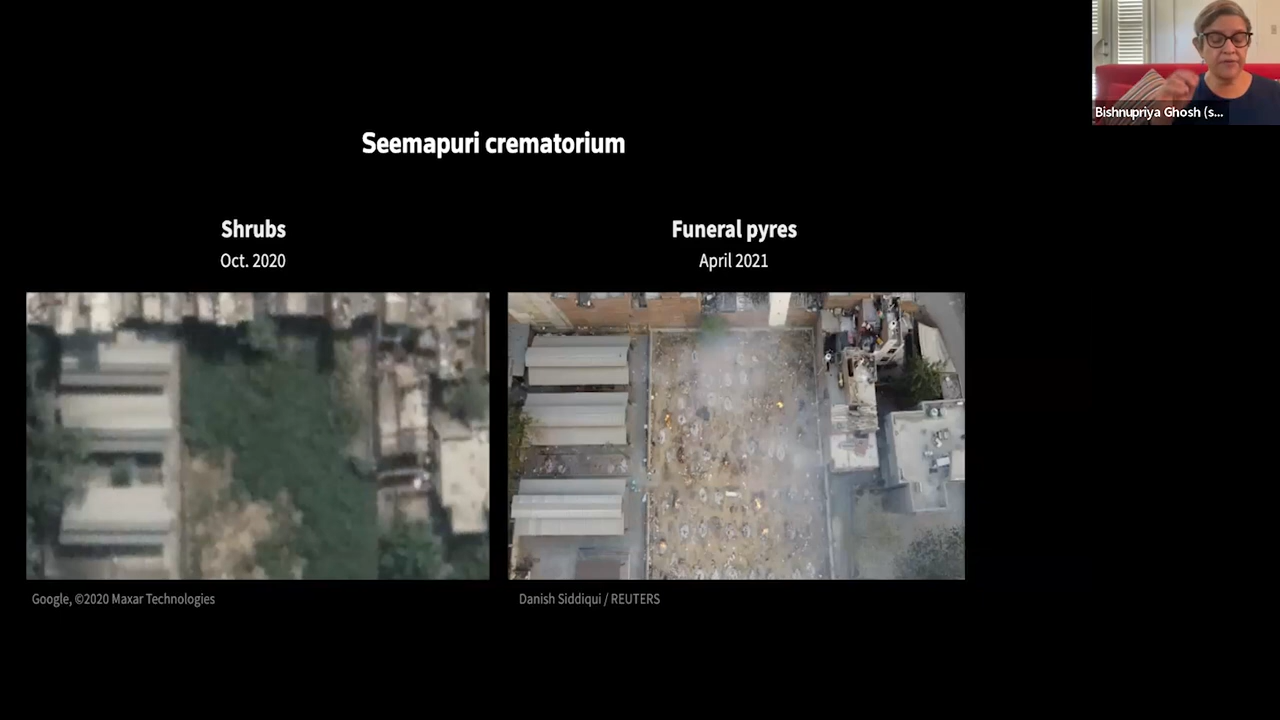 Bishnupriya Ghosh (s...
Seemapuri crematorium
Shrubs
Oct. 2020
Funeral pyres
April 2021
Google, ©2020 Maxar Technologies
Danish Siddiqui / REUTERS